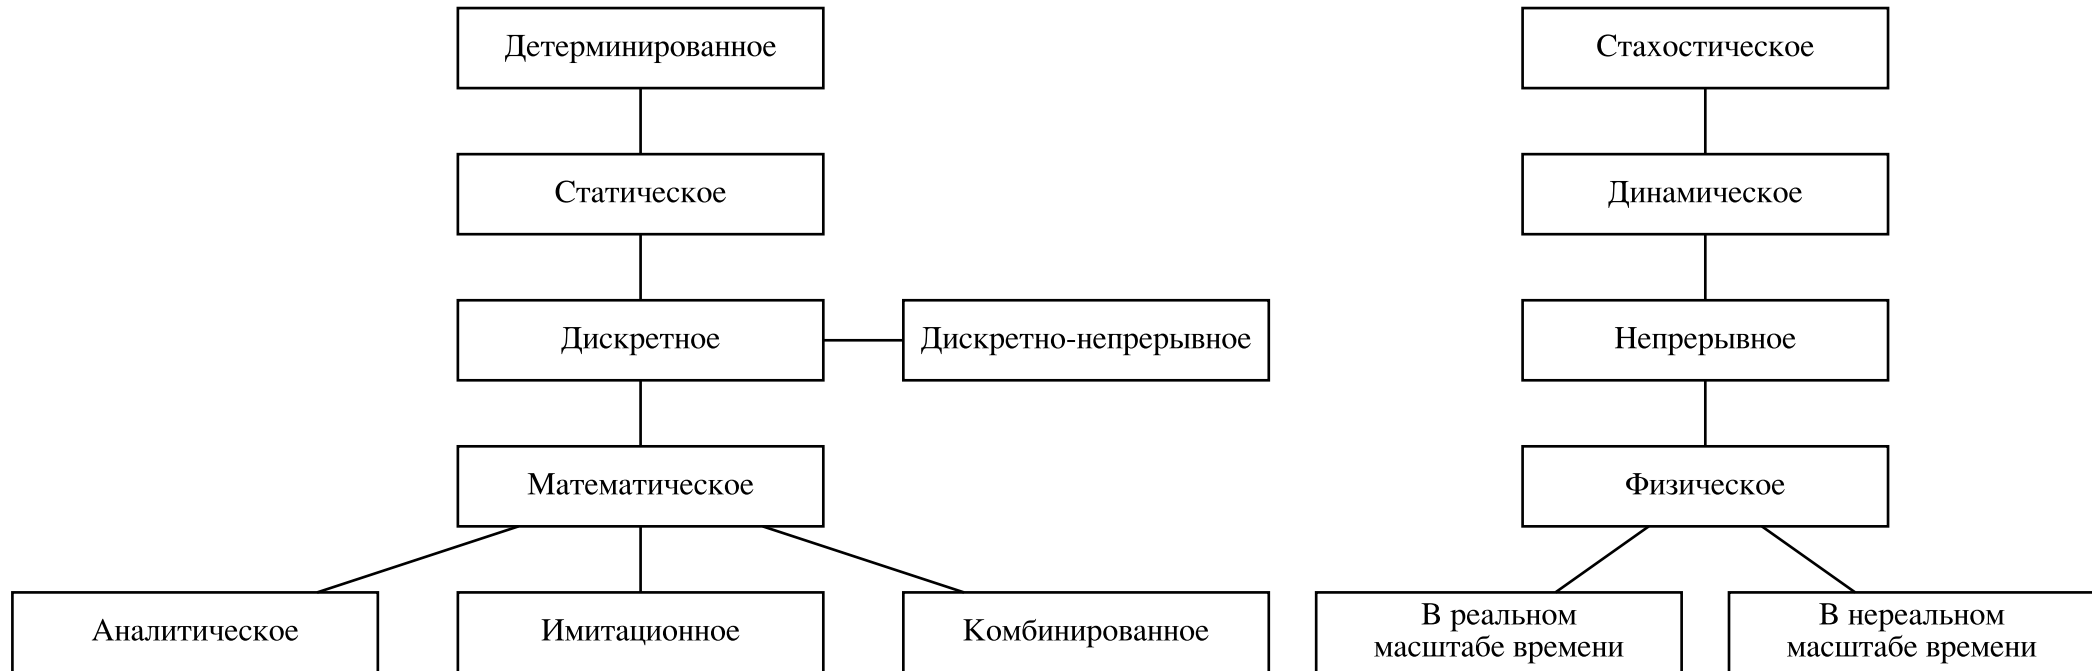 Детерминированное
Стахостическое
Статическое
Динамическое
Дискретное
Дискретно-непрерывное
Непрерывное
Математическое
Физическое
Аналитическое
Имитационное
Комбинированное
В реальном
масштабе времени
В нереальном
масштабе времени